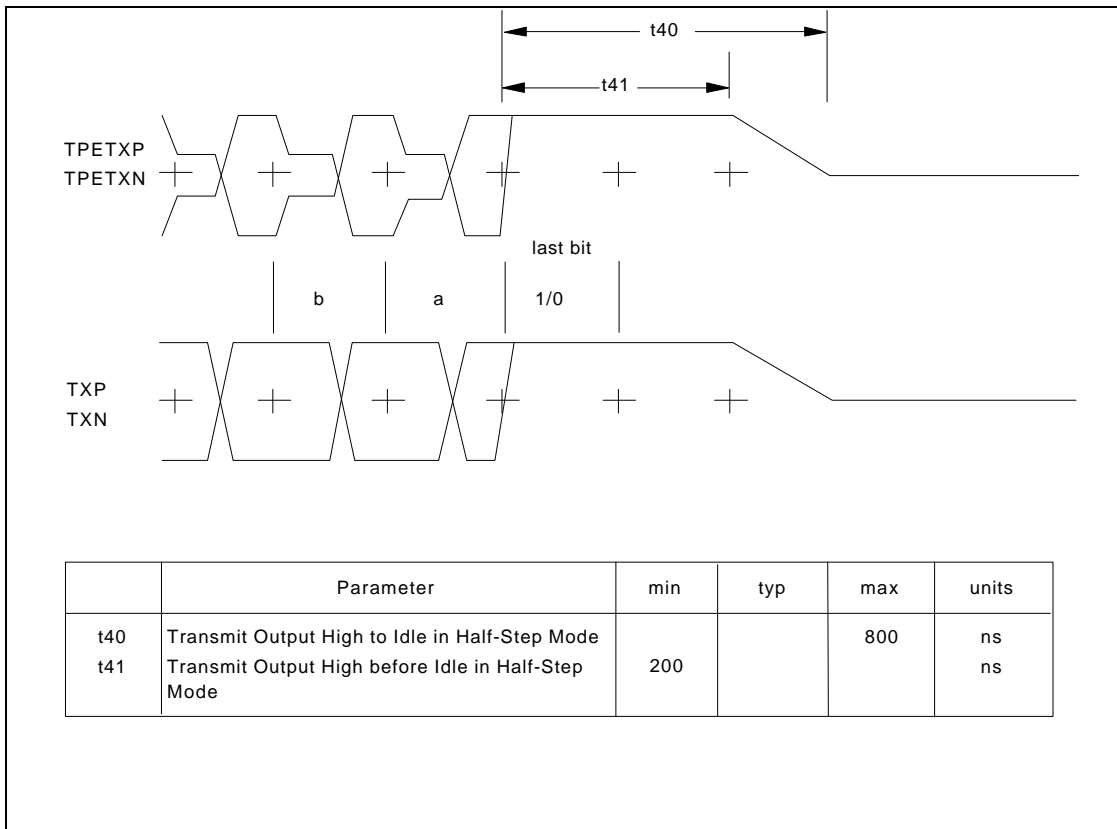 t40
t41
TPETXP
TPETXN
last bit
b a 1/0
TXP
TXN
Parameter min typ max units
t40 Transmit Output High to Idle in Half-Step Mode 800 ns
t41 Transmit Output High before Idle in Half-Step 200 ns
Mode